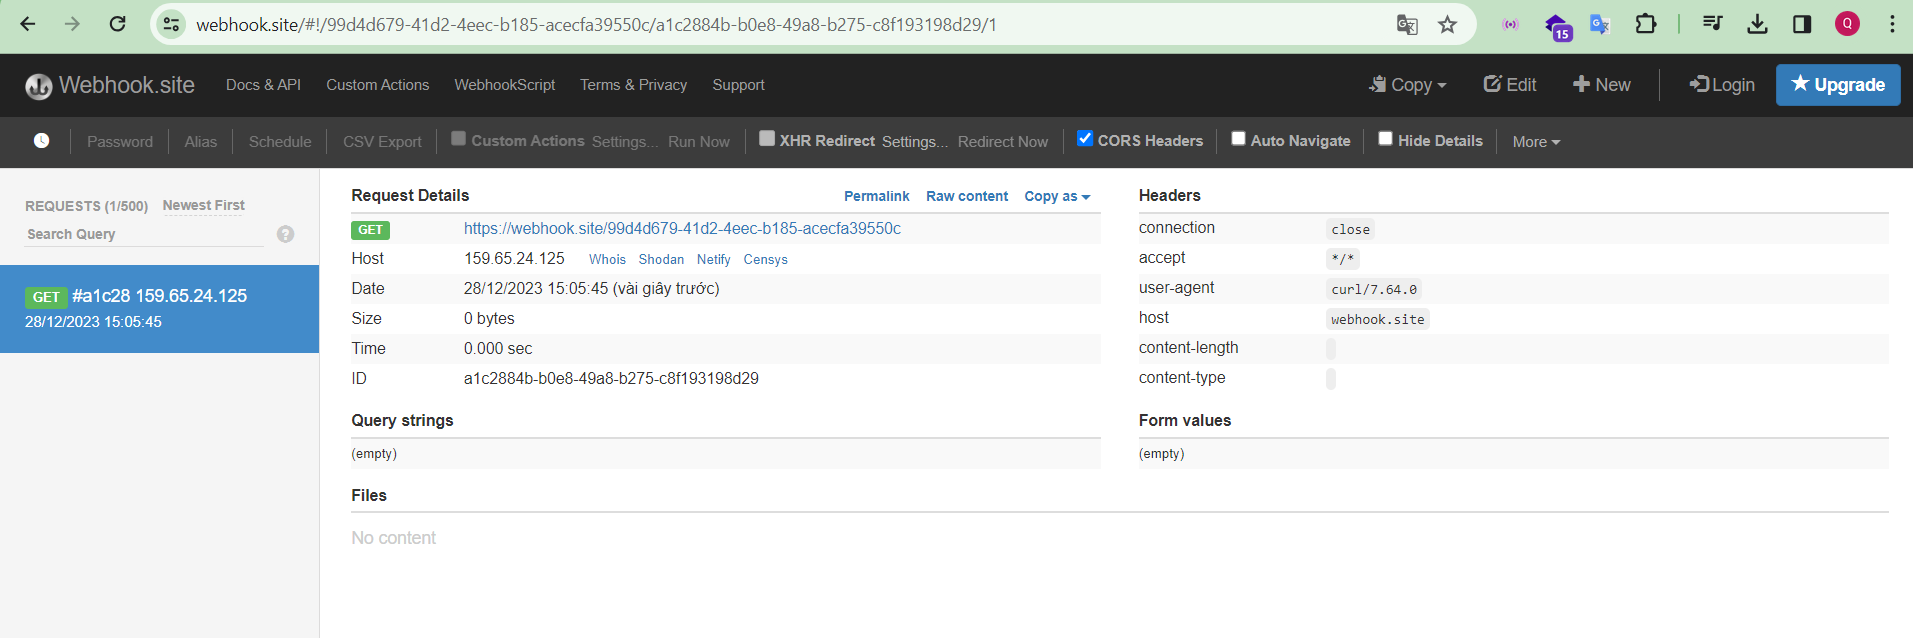 webhook.site/#!/99d4d679-41d2-4eec-b185-acecfa39550c/a1c2884b-b0e8-49a8-b275-c8f193198d29/1
15
Q
Webhook.site Docs & API Custom Actions WebhookScript Terms & Privacy Support Copy Edit New Login Upgrade
Password Alias Schedule CSV Export Custom Actions Settings... Run Now XHR Redirect Settings... Redirect Now CORS Headers Auto Navigate Hide Details More
REQUESTS (1/500) Newest First
Search Query ?
GET #a1c28 159.65.24.125
28/12/2023 15:05:45
Request Details Permalink Raw content Copy as
GET https://webhook.site/99d4d679-41d2-4eec-b185-acecfa39550c
Host 159.65.24.125 Whois Shodan Netify Censys
Date 28/12/2023 15:05:45 (vài giây trước)
Size 0 bytes
Time 0.000 sec
ID a1c2884b-b0e8-49a8-b275-c8f193198d29
Query strings
(empty)
Files
No content
Headers
connection close
accept */*
user-agent curl/7.64.0
host webhook.site
content-length
content-type
Form values
(empty)